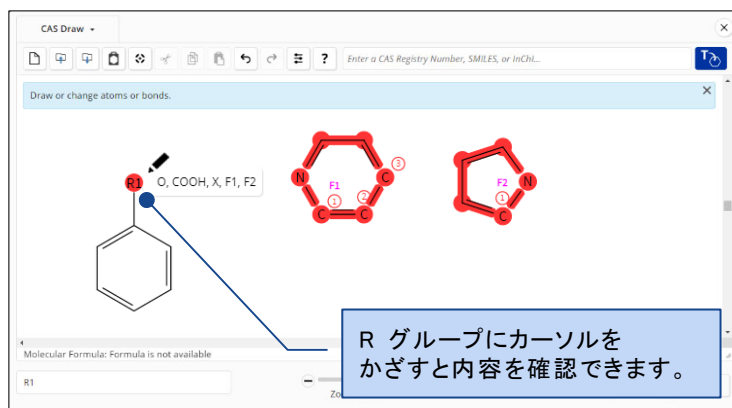 CAS Draw
Enter a CAS Registry Number, SMILES, or InChI...
Draw or change atoms or bonds.
R1
O, COOH, X, F1, F2
N
F1
C
3
1
2
C
C
F2
N
1
C
R グループにカーソルを
かざすと内容を確認できます。
Molecular Formula: Formula is not available
R1